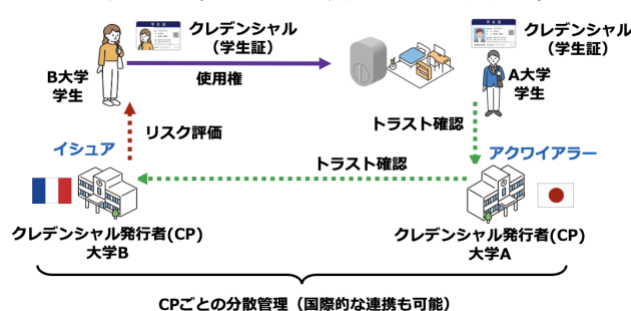 クレデンシャル
（学生証）
クレデンシャル
（学生証）
B大学
学生
使用権
A大学
学生
リスク評価
トラスト確認
イシュア
トラスト確認
アクワイアラー
クレデンシャル発行者(CP)
大学B
クレデンシャル発行者(CP)
大学A
CPごとの分散管理（国際的な連携も可能）